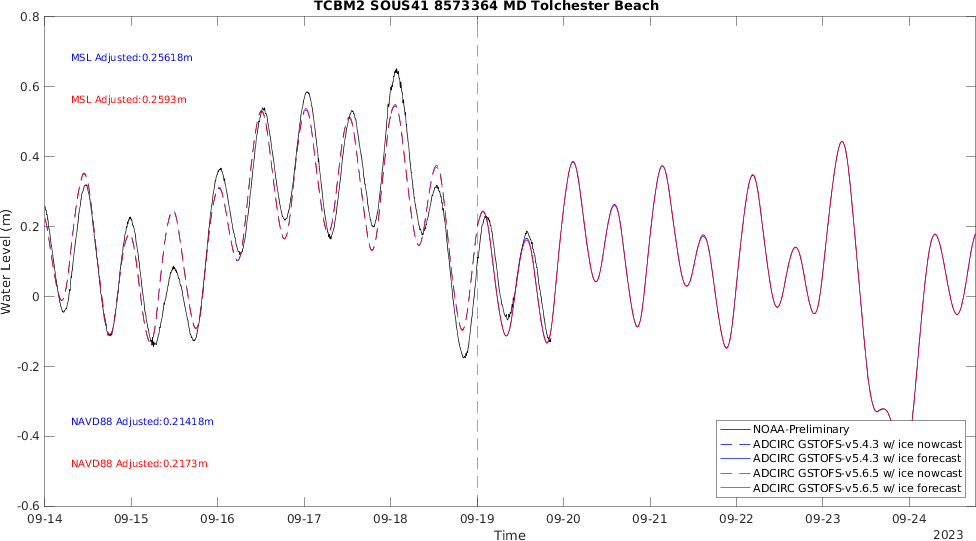 TCBM2 SOUS41 8573364 MD Tolchester Beach
0.8
0.6
0.4
0.2
0
-0.2
-0.4
-0.6
Water Level (m)
MSL Adjusted:0.25618m
MSL Adjusted:0.2593m
NAVD88 Adjusted:0.21418m
NAVD88 Adjusted:0.2173m
NOAA-Preliminary
ADCIRC GSTOFS-v5.4.3 w/ ice nowcast
ADCIRC GSTOFS-v5.4.3 w/ ice forecast
ADCIRC GSTOFS-v5.6.5 w/ ice nowcast
ADCIRC GSTOFS-v5.6.5 w/ ice forecast
09-14 09-15 09-16 09-17 09-18 09-19 09-20 09-21 09-22 09-23 09-24
Time
2023